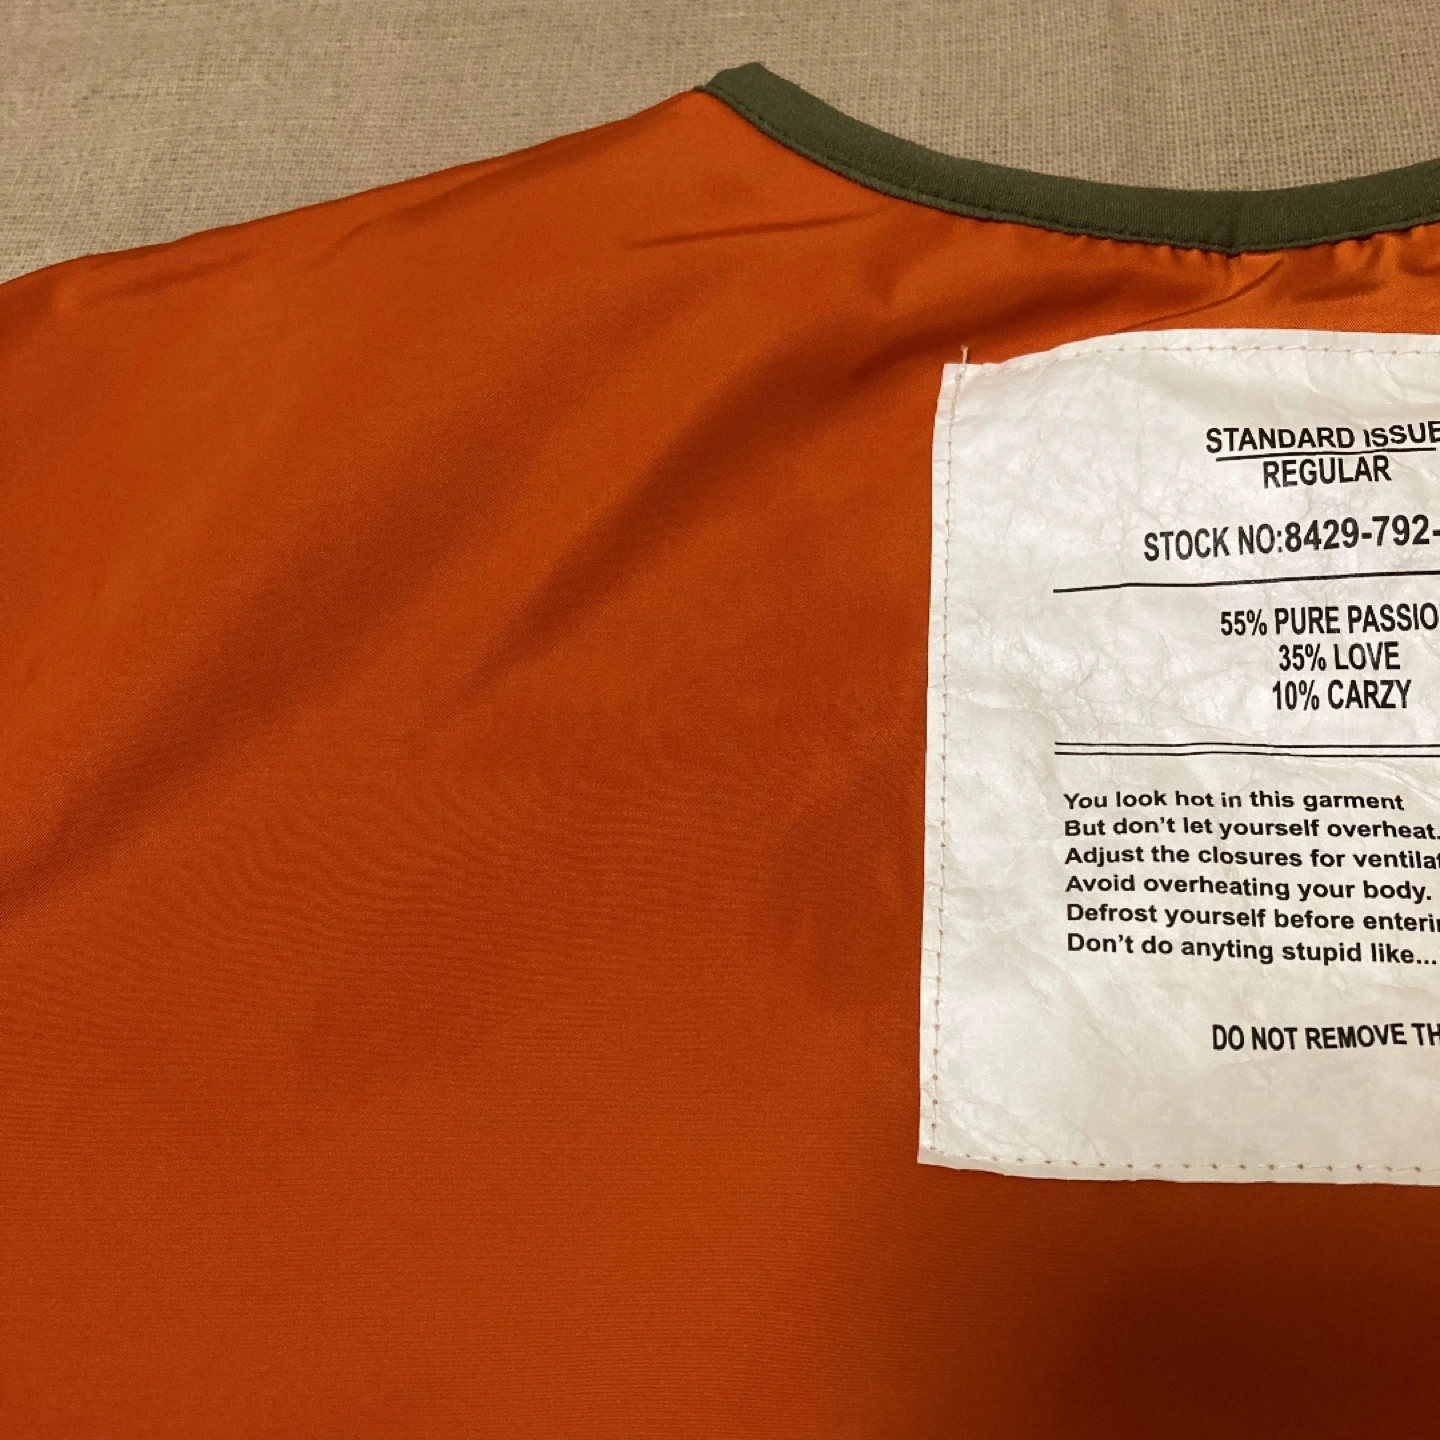 STANDARD ISSUE
REGULAR
STOCK NO:8429-792-
55% PURE PASSIO
35% LOVE
10% CARZY
You look hot in this garment
But don't let yourself overheat.
Adjust the closures for ventilat
Avoid overheating your body.
Defrost yourself before enterin
Don't do anyting stupid like...
DO NOT REMOVE TH